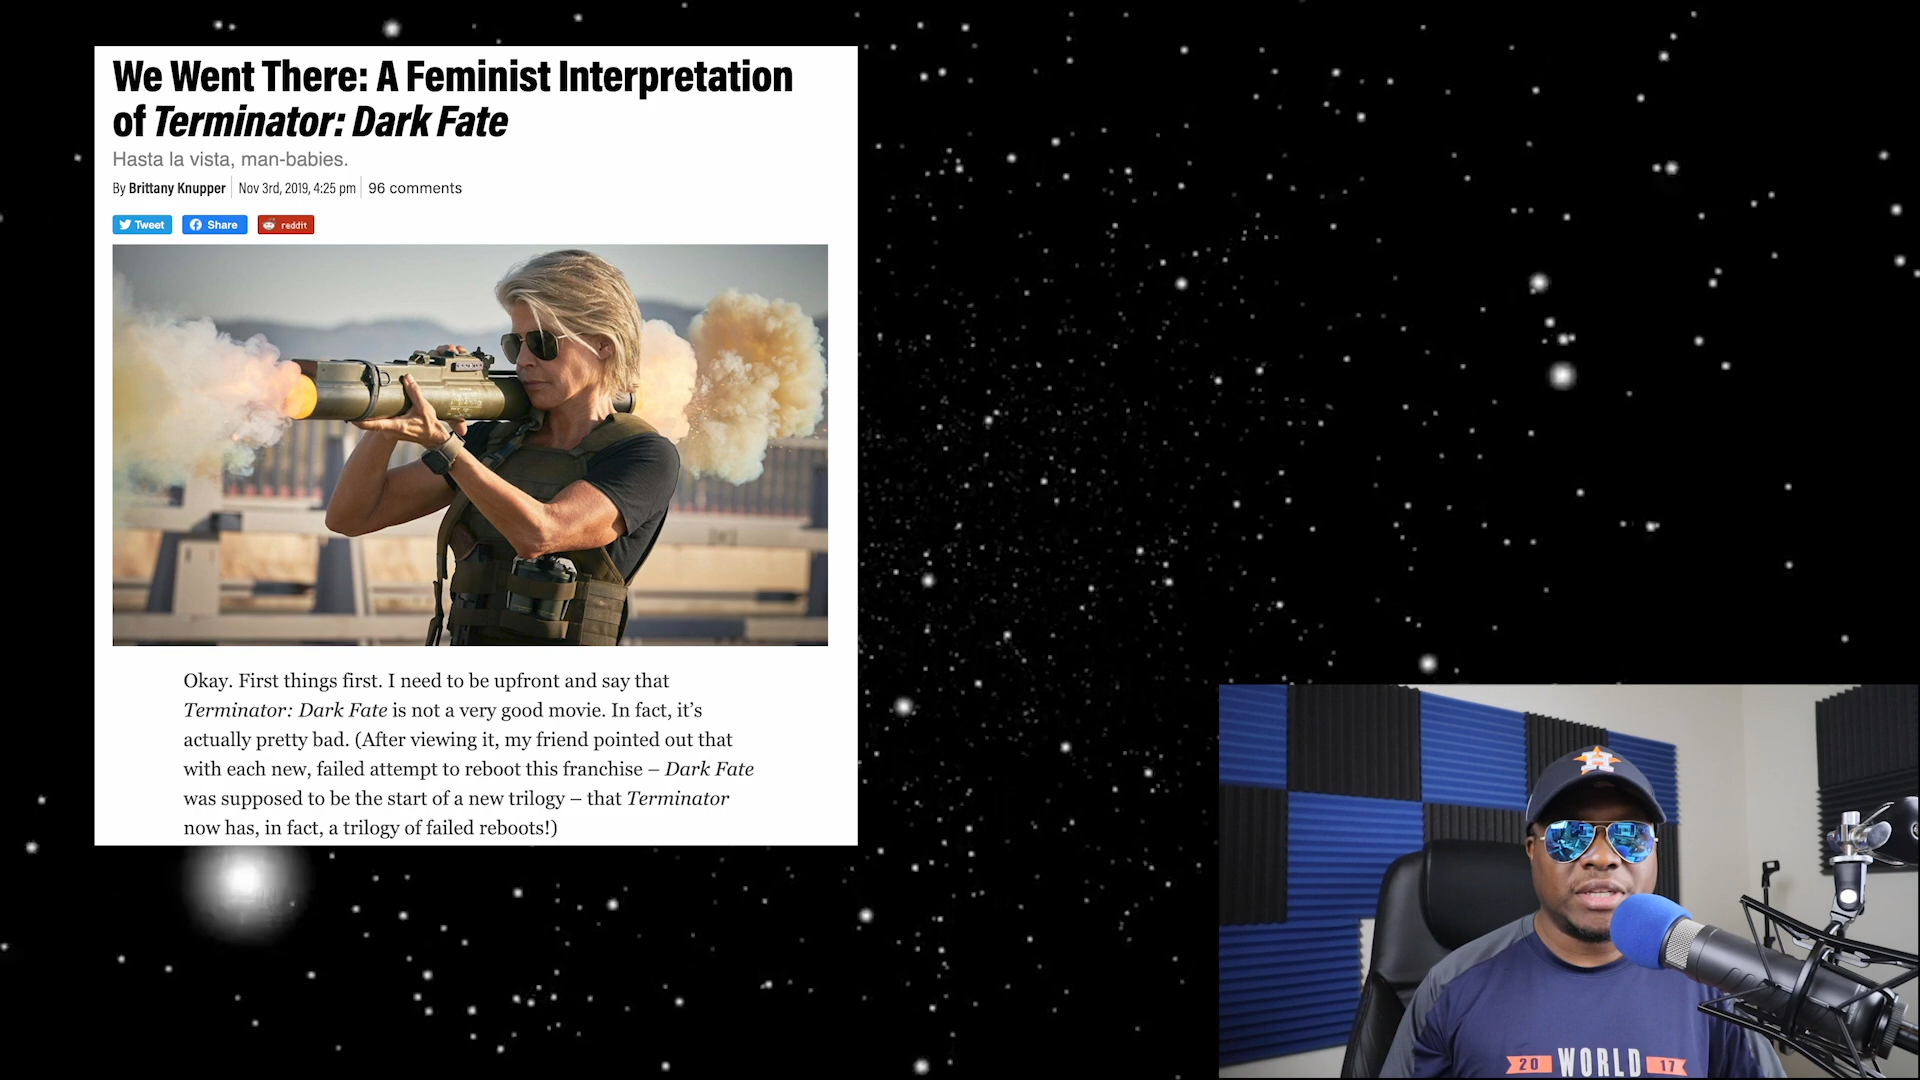 We Went There: A Feminist Interpretation
of Terminator: Dark Fate
Hasta la vista, man-babies.
By Brittany Knupper | Nov 3rd, 2019, 4:25 pm | 96 comments
Tweet Share reddit
Okay. First things first. I need to be upfront and say that
Terminator: Dark Fate is not a very good movie. In fact, it’s
actually pretty bad. (After viewing it, my friend pointed out that
with each new, failed attempt to reboot this franchise – Dark Fate
was supposed to be the start of a new trilogy – that Terminator
now has, in fact, a trilogy of failed reboots!)
H
20 WORLD 17